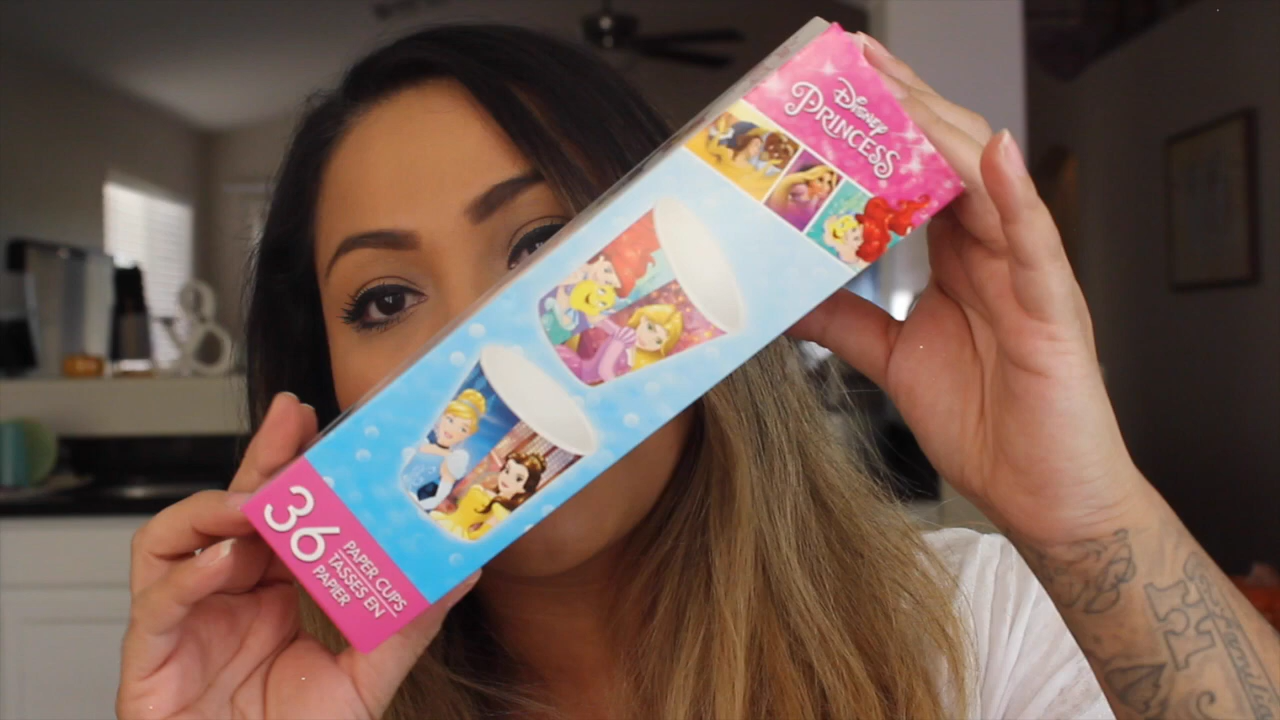 Disney
PRINCESS
36
PAPER CUPS
TASSES EN
PAPIER